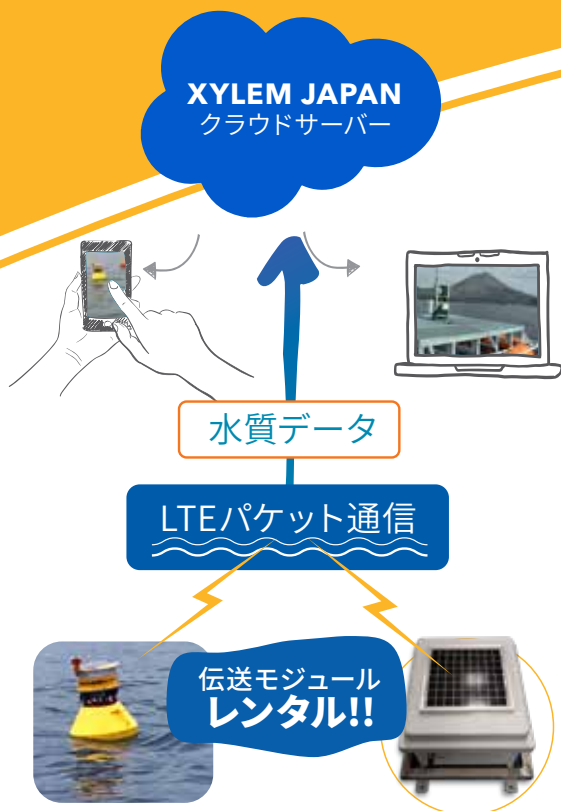 XYLEM JAPAN
クラウドサーバー
水質データ
LTEパケット通信
伝送モジュール
レンタル!!